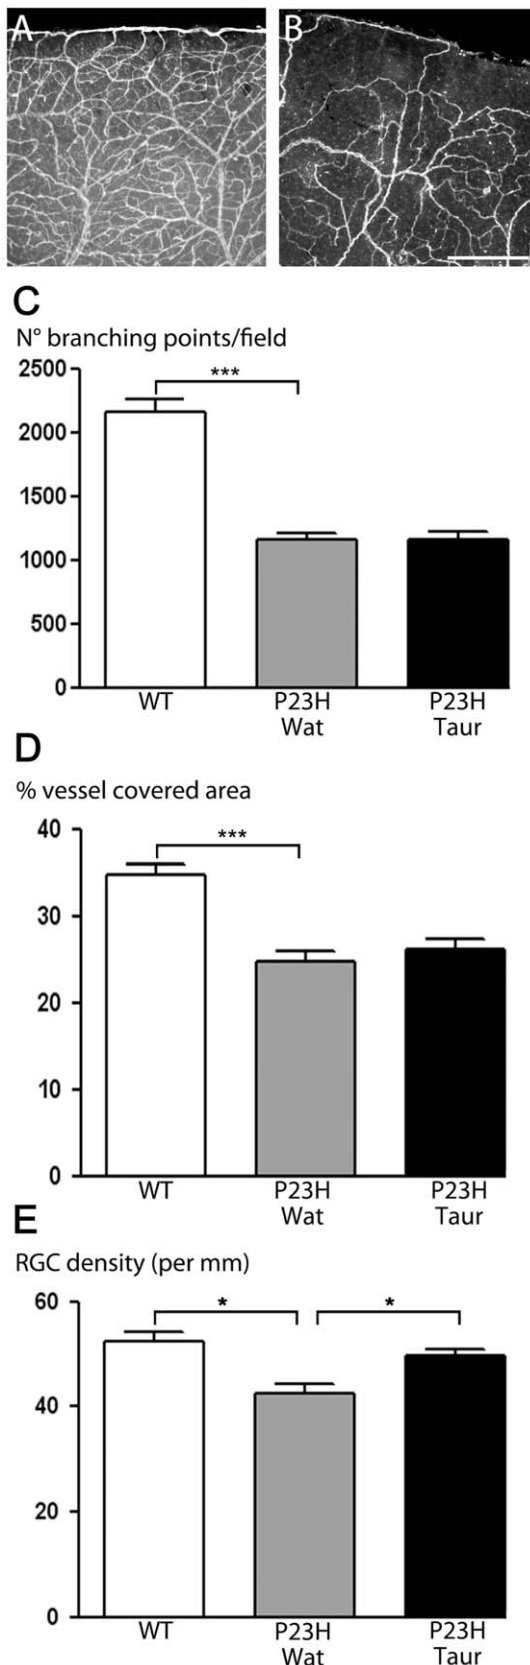 A B
C
N° branching points/field
2500
***
2000
1500
1000
500
0
WT P23H Wat P23H Taur
D
% vessel covered area
40
***
30
20
10
0
WT P23H Wat P23H Taur
E
RGC density (per mm)
60
* *
40
20
0
WT P23H Wat P23H Taur